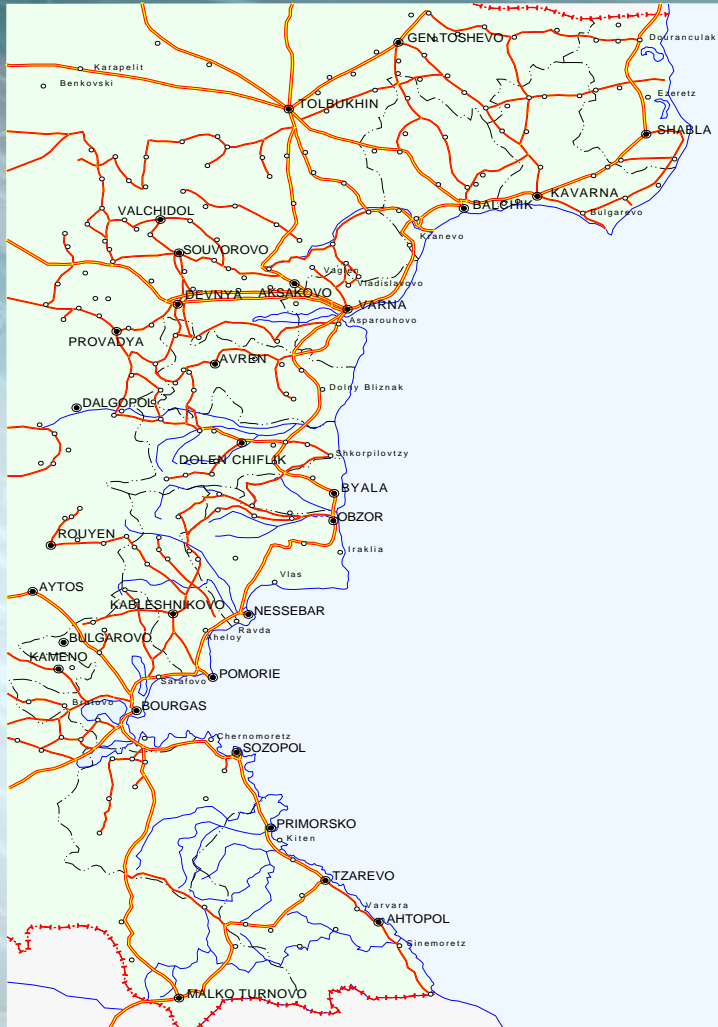 GEN.TOSHEVO
Douranculak
Karapelit
Benkovski
Ezeretz
TOLBUKHIN
SHABLA
KAVARNA
BALCHIK
VALCHIDOL
Bulgarevo
Kranevo
SOUVOROVO
Vaglen
Vladislavovo
DEVNYA
AKSAKOVO
VARNA
Asparouhovo
PROVADYA
AVREN
Dolny Bliznak
DALGOPOL
DOLEN CHIFLIK
Shkorpilovtzy
BYALA
OBZOR
ROUYEN
Iraklia
Vlas
AYTOS
KABLESHNIKOVO
NESSEBAR
Ravda
Aheloy
BULGAROVO
KAMENO
Sarafovo
POMORIE
Bratovo
BOURGAS
Chernomoretz
SOZOPOL
PRIMORSKO
Kiten
TZAREVO
Varvara
AHTOPOL
Sinemoretz
MALKO TURNOVO